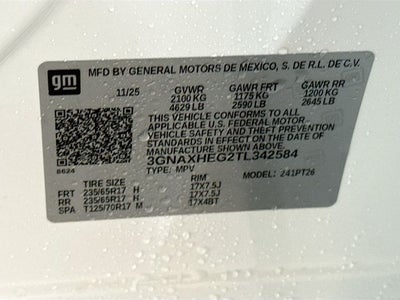 gm
MFD BY GENERAL MOTORS DE MEXICO, S. DE R.L. DE C.V.
11/25 GVWR GAWR FRT GAWR RR
2100 KG 1175 KG 1200 KG
4629 LB 2590 LB 2645 LB
THIS VEHICLE CONFORMS TO ALL
APPLICABLE U.S. FEDERAL MOTOR
VEHICLE SAFETY AND THEFT
PREVENTION STANDARDS IN EFFECT
ON THE DATE OF MANUFACTURE
SHOWN ABOVE.
3GNAXHEG2TL342584
8624 TYPE: MPV MODEL: 241PT26
TIRE SIZE RIM
FRT 235/65R17 H 17X7.5J
RR 235/65R17 H 17X7.5J
SPA T125/70R17 M 17X4BT